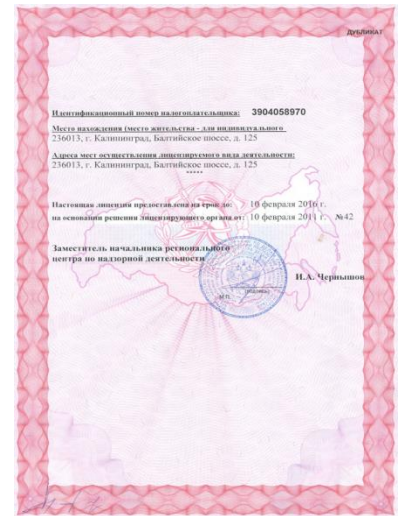 ДУБЛИКАТ
Идентификационный номер налогоплательщика: 3904058970
Место нахождения (место жительства - для индивидуального
236013, г. Калининград, Балтийское шоссе, д. 125
Адреса мест осуществления лицензируемого вида деятельности:
236013, г. Калининград, Балтийское шоссе, д. 125
*****
Настоящая лицензия предоставлена на срок до: 10 февраля 2016 г.
на основании решения лицензирующего органа от: 10 февраля 2011 г. №42
Заместитель начальника регионального
центра по надзорной деятельности
И.А. Чернышов
(подпись)
М.П.